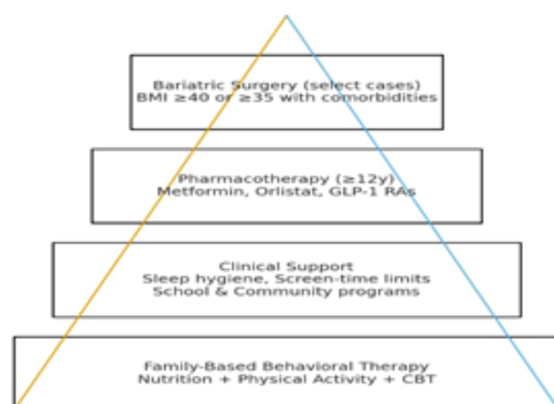 Bariatric Surgery (select cases)
BMI ≥40 or ≥35 with comorbidities
Pharmacotherapy (≥12y)
Metformin, Orlistat, GLP-1 RAs
Clinical Support
Sleep hygiene, Screen-time limits
School & Community programs
Family-Based Behavioral Therapy
Nutrition + Physical Activity + CBT